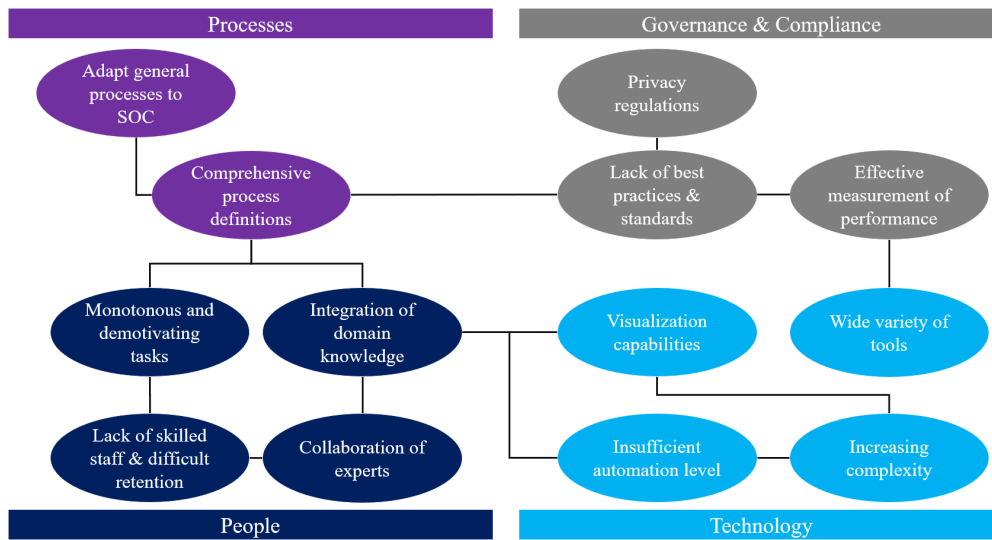 Processes
Governance & Compliance
Adapt general
processes to
SOC
Privacy
regulations
Comprehensive
process
definitions
Lack of best
practices &
standards
Effective
measurement of
performance
Monotonous and
demotivating
tasks
Integration of
domain
knowledge
Visualization
capabilities
Wide variety of
tools
Lack of skilled
staff & difficult
retention
Collaboration of
experts
Insufficient
automation level
Increasing
complexity
People
Technology